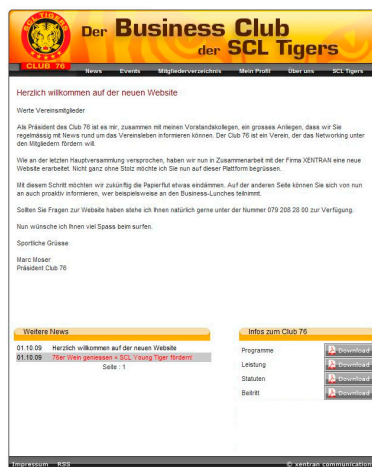 SCL TIGERS
CLUB 76
Der Business Club
der SCL Tigers
News Events Mitgliederverzeichnis Mein Profil Über uns SCL Tigers
Herzlich willkommen auf der neuen Website
Werte Vereinsmitglieder
Als Präsident des Club 76 ist es mir, zusammen mit meinen Vorstandskollegen, ein grosses Anliegen, dass wir Sie
regelmässig mit News rund um das Vereinsleben informieren können. Der Club 76 ist ein Verein, der das Networking unter
den Mitgliedern fördern will.
Wie an der letzten Hauptversammlung versprochen, haben wir nun in Zusammenarbeit mit der Firma XENTRAN eine neue
Website erarbeitet. Nicht ganz ohne Stolz möchte ich Sie nun auf dieser Plattform begrüssen.
Mit diesem Schritt möchten wir zukünftig die Papierflut etwas eindämmen. Auf der anderen Seite können Sie sich von nun
an auch proaktiv informieren, wer beispielsweise an den Business-Lunches teilnimmt.
Sollten Sie Fragen zur Website haben stehe ich Ihnen natürlich gerne unter der Nummer 079 208 28 00 zur Verfügung.
Nun wünsche ich Ihnen viel Spass beim surfen.
Sportliche Grüsse
Marc Moser
Präsident Club 76
Weitere News
01.10.09 Herzlich willkommen auf der neuen Website
01.10.09 76er Wein geniessen = SCL Young Tiger fördern!
Seite : 1
Infos zum Club 76
Programme Download
Leistung Download
Statuten Download
Beitritt Download
Impressum RSS © xentran communication